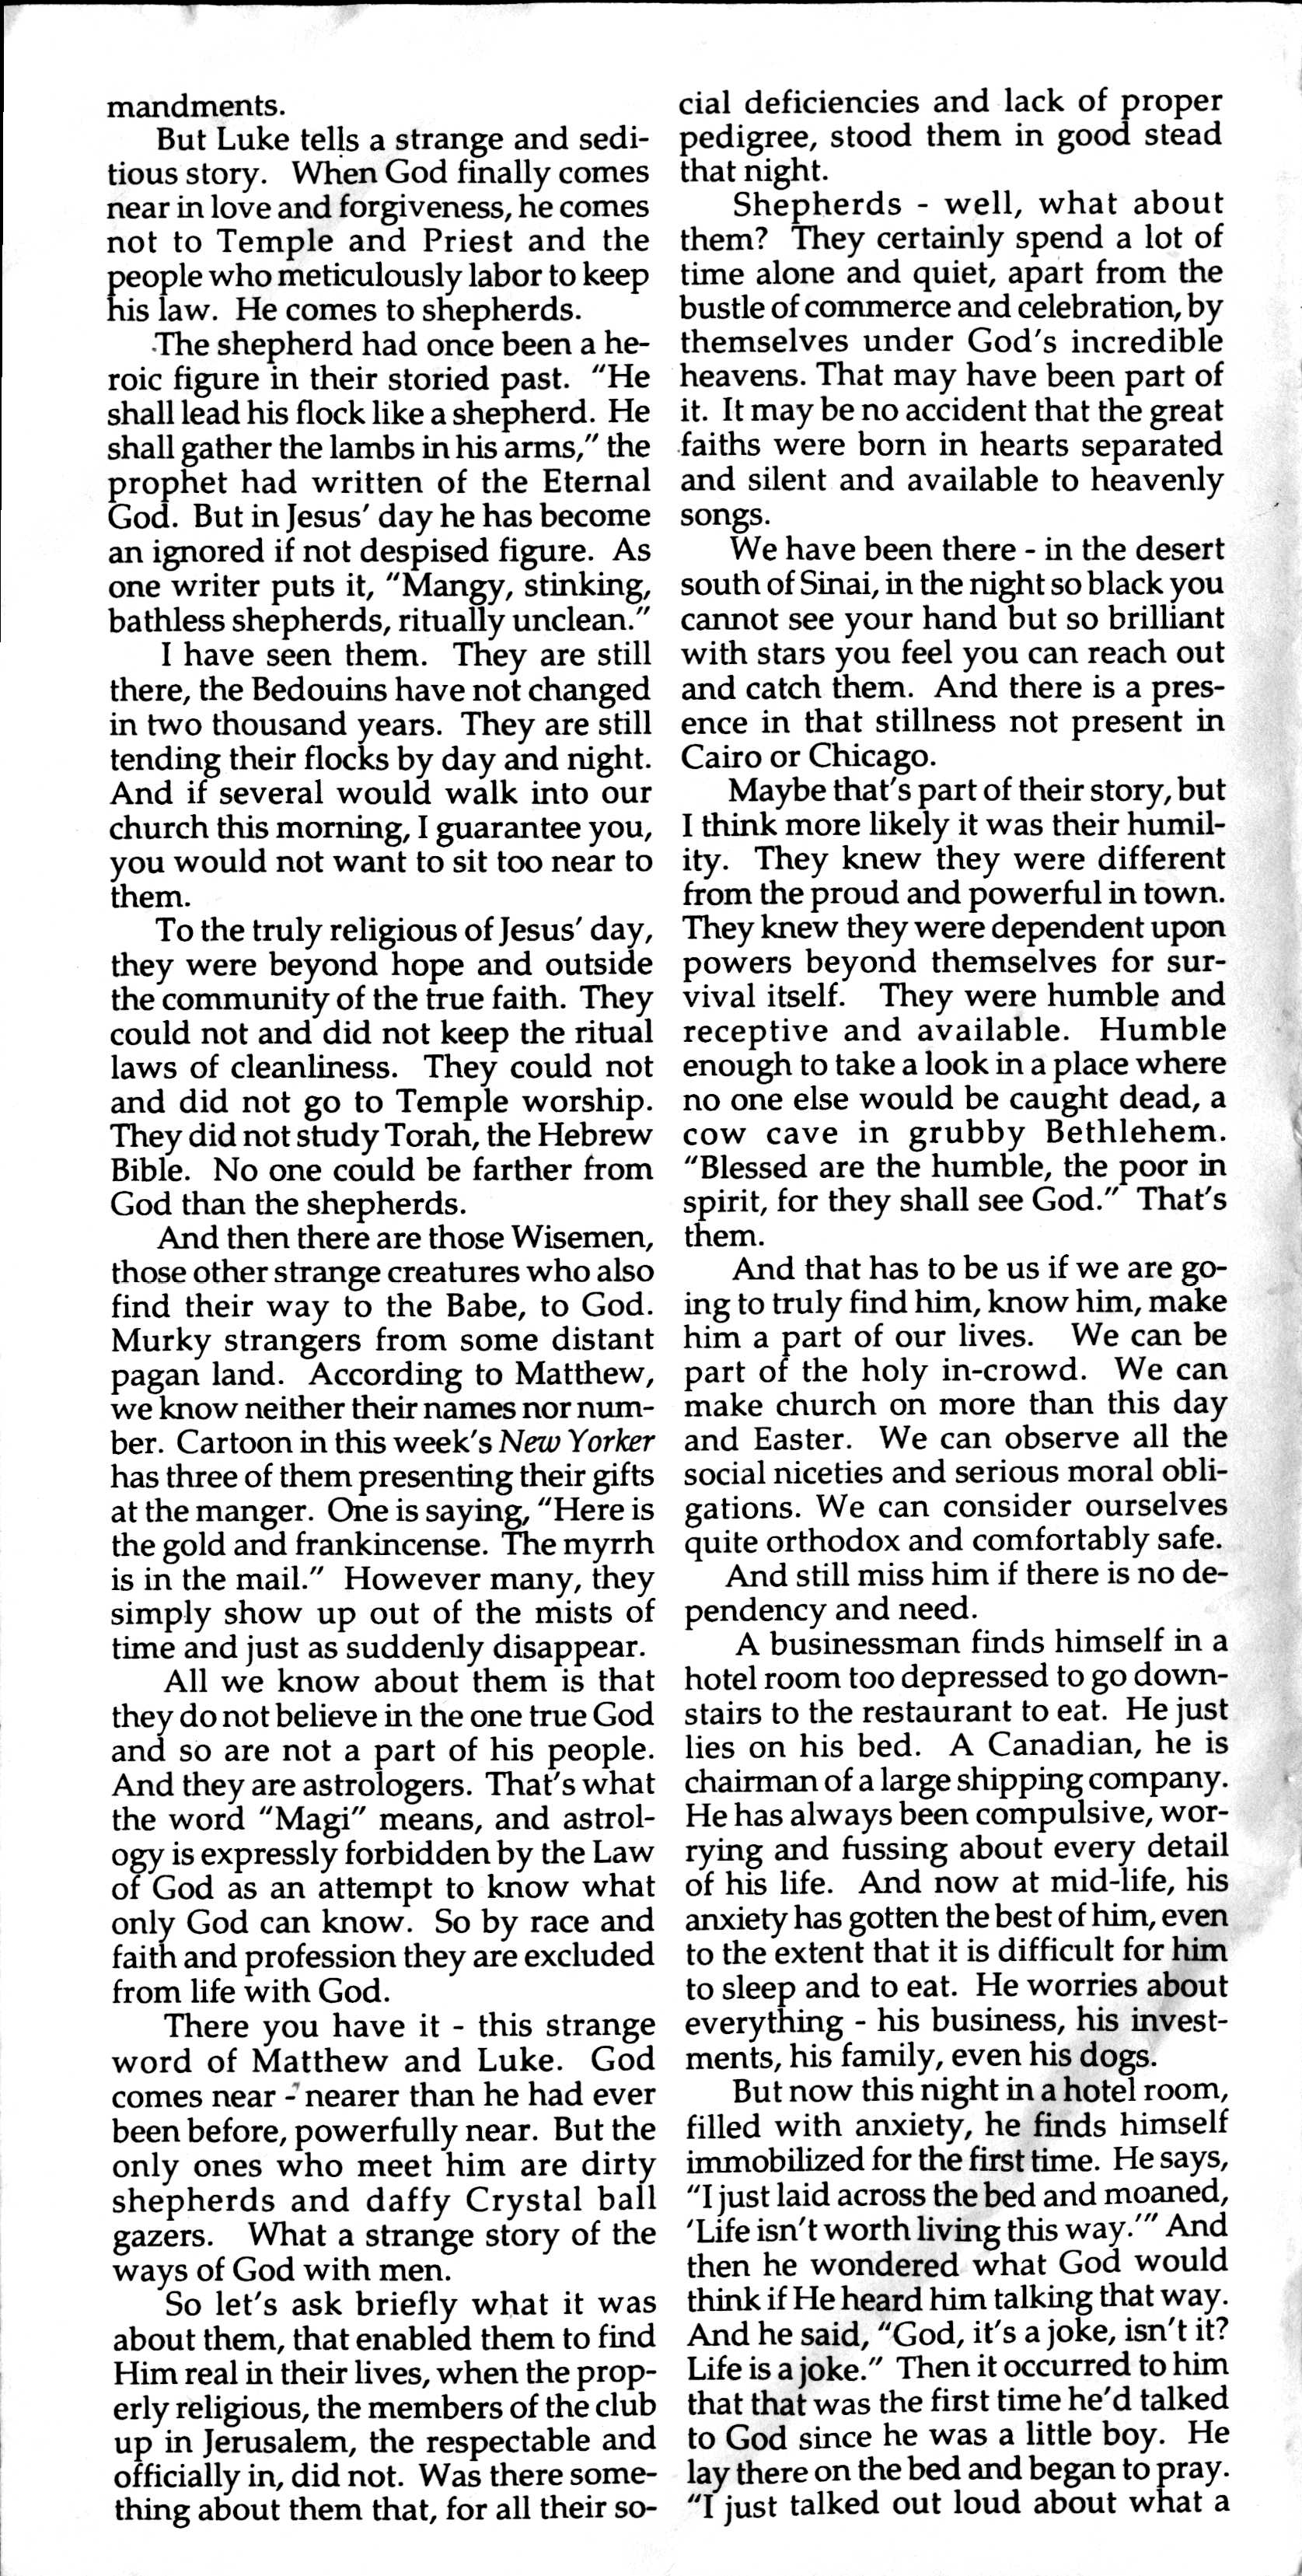 mandments.
But Luke tells a strange and sedi-
tious story. When God finally comes
near in love and forgiveness, he comes
not to Temple and Priest and the
people who meticulously labor to keep
his law. He comes to shepherds.
The shepherd had once been a he-
roic figure in their storied past. "He
shall lead his flock like a shepherd. He
shall gather the lambs in his arms," the
prophet had written of the Eternal
God. But in Jesus' day he has become
an ignored if not despised figure. As
one writer puts it, "Mangy, stinking,
bathless shepherds, ritually unclean."
I have seen them. They are still
there, the Bedouins have not changed
in two thousand years. They are still
tending their flocks by day and night.
And if several would walk into our
church this morning, I guarantee you,
you would not want to sit too near to
them.
To the truly religious of Jesus' day,
they were beyond hope and outside
the community of the true faith. They
could not and did not keep the ritual
laws of cleanliness. They could not
and did not go to Temple worship.
They did not study Torah, the Hebrew
Bible. No one could be farther from
God than the shepherds.
And then there are those Wisemen,
those other strange creatures who also
find their way to the Babe, to God.
Murky strangers from some distant
pagan land. According to Matthew,
we know neither their names nor num-
ber. Cartoon in this week's New Yorker
has three of them presenting their gifts
at the manger. One is saying, "Here is
the gold and frankincense. The myrrh
is in the mail." However many, they
simply show up out of the mists of
time and just as suddenly disappear.
All we know about them is that
they do not believe in the one true God
and so are not a part of his people.
And they are astrologers. That's what
the word "Magi" means, and astrol-
ogy is expressly forbidden by the Law
of God as an attempt to know what
only God can know. So by race and
faith and profession they are excluded
from life with God.
There you have it - this strange
word of Matthew and Luke. God
comes near - nearer than he had ever
been before, powerfully near. But the
only ones who meet him are dirty
shepherds and daffy Crystal ball
gazers. What a strange story of the
ways of God with men.
So let's ask briefly what it was
about them, that enabled them to find
Him real in their lives, when the prop-
erly religious, the members of the club
up in Jerusalem, the respectable and
officially in, did not. Was there some-
thing about them that, for all their so-
cial deficiencies and lack of proper
pedigree, stood them in good stead
that night.
Shepherds - well, what about
them? They certainly spend a lot of
time alone and quiet, apart from the
bustle of commerce and celebration, by
themselves under God's incredible
heavens. That may have been part of
it. It may be no accident that the great
faiths were born in hearts separated
and silent and available to heavenly
songs.
We have been there - in the desert
south of Sinai, in the night so black you
cannot see your hand but so brilliant
with stars you feel you can reach out
and catch them. And there is a pres-
ence in that stillness not present in
Cairo or Chicago.
Maybe that's part of their story, but
I think more likely it was their humil-
ity. They knew they were different
from the proud and powerful in town.
They knew they were dependent upon
powers beyond themselves for sur-
vival itself. They were humble and
receptive and available. Humble
enough to take a look in a place where
no one else would be caught dead, a
cow cave in grubby Bethlehem.
"Blessed are the humble, the poor in
spirit, for they shall see God." That's
them.
And that has to be us if we are go-
ing to truly find him, know him, make
him a part of our lives. We can be
part of the holy in-crowd. We can
make church on more than this day
and Easter. We can observe all the
social niceties and serious moral obli-
gations. We can consider ourselves
quite orthodox and comfortably safe.
And still miss him if there is no de-
pendency and need.
A businessman finds himself in a
hotel room too depressed to go down-
stairs to the restaurant to eat. He just
lies on his bed. A Canadian, he is
chairman of a large shipping company.
He has always been compulsive, wor-
rying and fussing about every detail
of his life. And now at mid-life, his
anxiety has gotten the best of him, even
to the extent that it is difficult for him
to sleep and to eat. He worries about
everything - his business, his invest-
ments, his family, even his dogs.
But now this night in a hotel room,
filled with anxiety, he finds himself
immobilized for the first time. He says,
"I just laid across the bed and moaned,
'Life isn't worth living this way.'" And
then he wondered what God would
think if He heard him talking that way.
And he said, "God, it's a joke, isn't it?
Life is a joke." Then it occurred to him
that that was the first time he'd talked
to God since he was a little boy. He
lay there on the bed and began to pray.
"I just talked out loud about what a